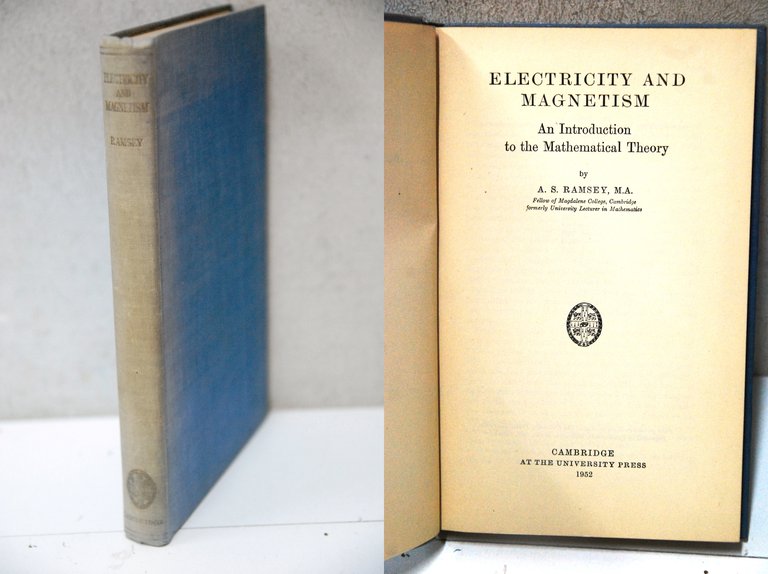 ELECTRICITY
AND
MAGNETISM
RAMSEY
ELECTRICITY AND
MAGNETISM
An Introduction
to the Mathematical Theory
by
A. S. RAMSEY, M.A.
Fellow of Magdalene College, Cambridge
formerly University Lecturer in Mathematics
CAMBRIDGE
AT THE UNIVERSITY PRESS
1952